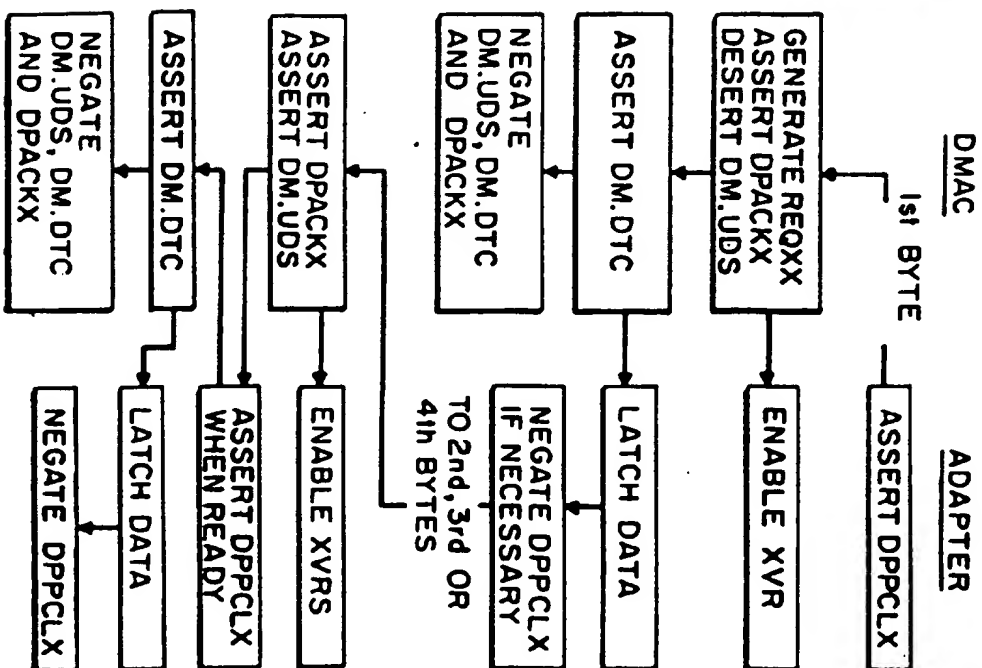 DMAC
ADAPTER
1st BYTE
ASSERT DPPCLX
GENERATE REQXX
ASSERT DPACKX
DESERT DM.UDS
ENABLE XVR
ASSERT DM.DTC
LATCH DATA
NEGATE
DM.UDS, DM.DTC
AND DPACKX
NEGATE DPPCLX
IF NECESSARY
TO 2nd, 3rd OR
4th BYTES
ASSERT DPACKX
ASSERT DM.UDS
ENABLE XVRS
ASSERT DPPCLX
WHEN READY
ASSERT DM.DTC
LATCH DATA
NEGATE
DM.UDS, DM.DTC
AND DPACKX
NEGATE DPPCLX